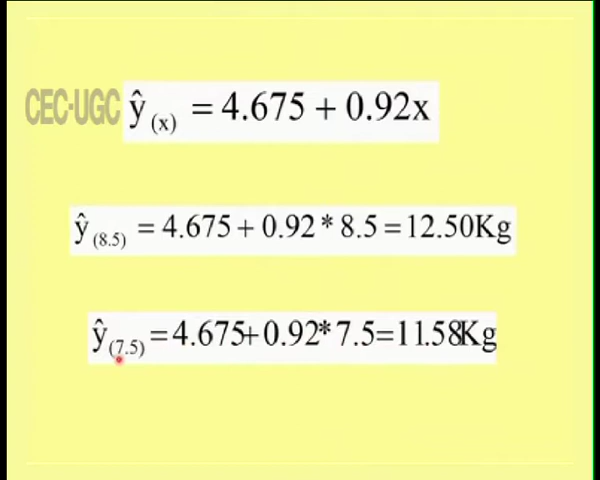 CEC-UGC
ŷ(x) = 4.675 + 0.92x
ŷ(8.5) = 4.675 + 0.92 * 8.5 = 12.50Kg
ŷ(7.5) = 4.675+0.92*7.5=11.58Kg